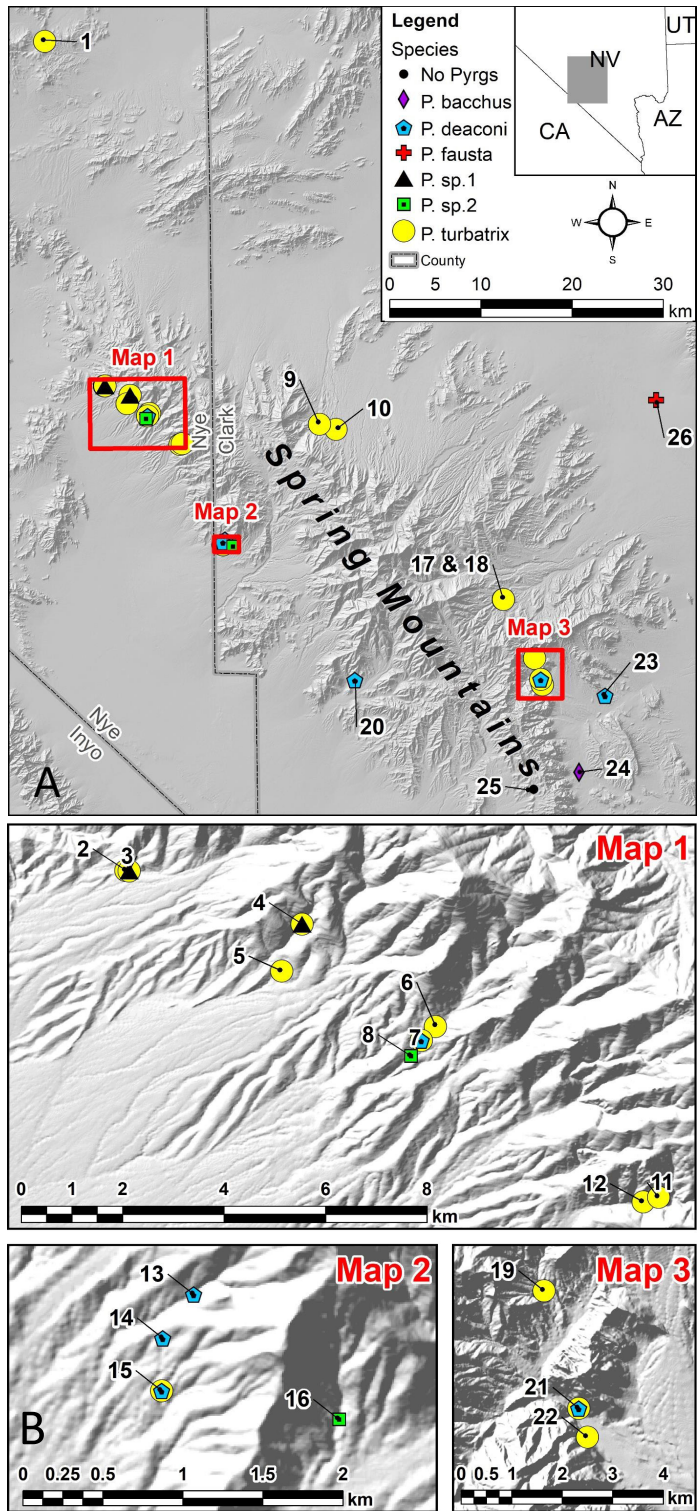 1
Legend
Species
No Pyrgs
P. bacchus
P. deaconi
P. fausta
P. sp.1
P. sp.2
P. turbatrix
County
UT
NV
CA
AZ
N
W E
S
0 5 10 20 30
km
Map 1
9
10
26
Nye
Clark
Spring Mountains
Map 2
17 & 18
Map 3
23
20
Nye
Inyo
24
25
A
Map 1
2
3
4
5
6
7
8
12
11
0 1 2 4 6 8
km
Map 2
13
14
15
16
B
0 0.25 0.5 1 1.5 2
km
Map 3
19
21
22
0 0.5 1 2 3 4
km